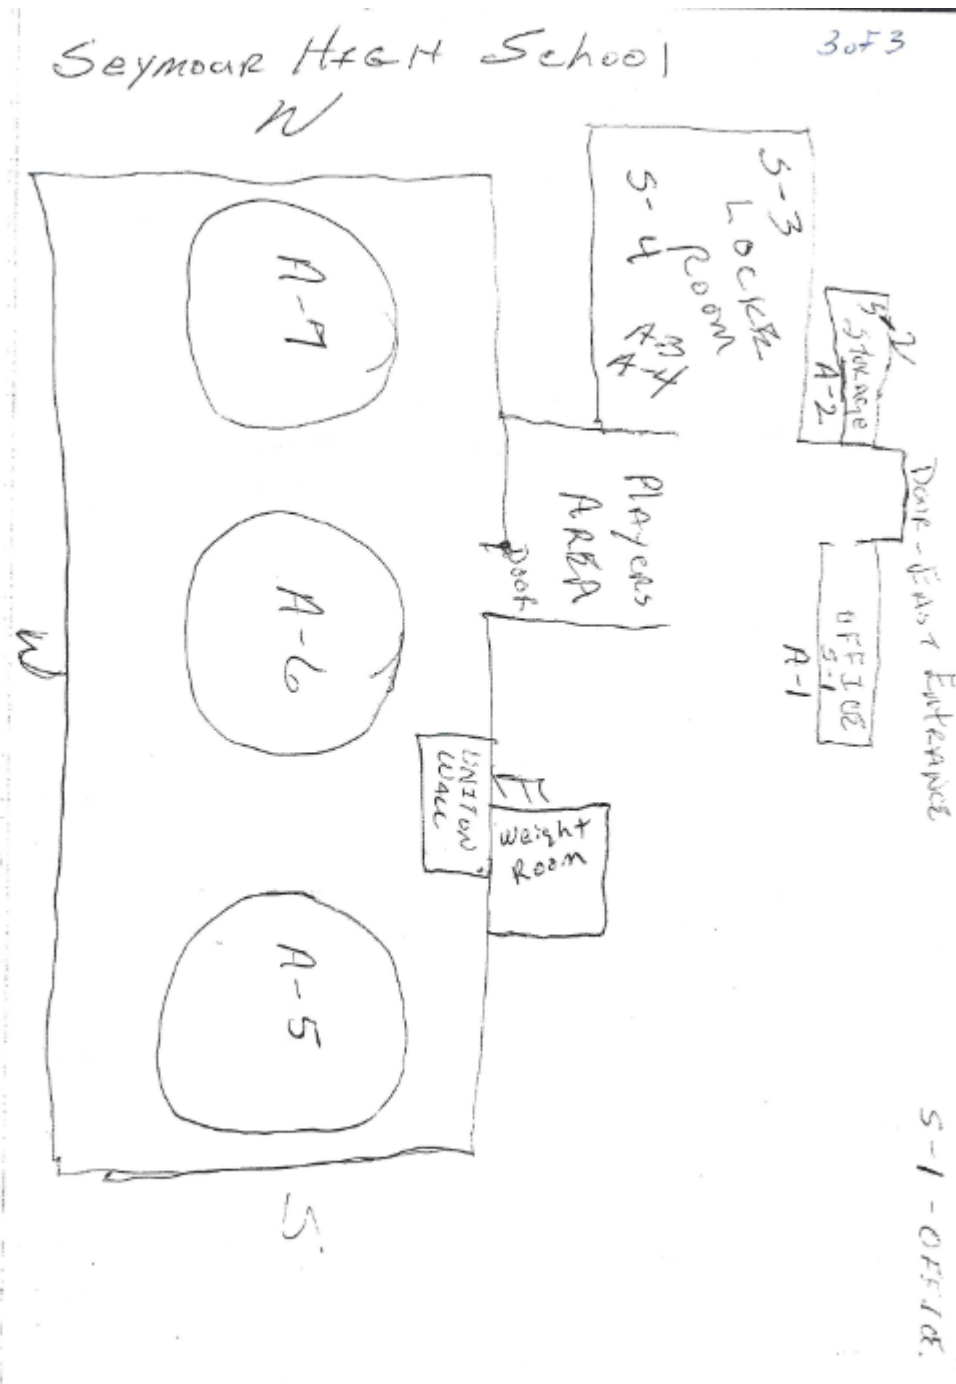 Seymour HIGH School
3 of 3
N
S-3
LOCKER
ROOM
S-4
A-3
A-4
S-2
STORAGE
A-2
A-7
PLAYERS
AREA
DOOR
DOOR - EAST ENTRANCE
OFFICE
S-1
A-1
A-6
W
E
Weight
Room
A-5
S
S-1 - OFFICE